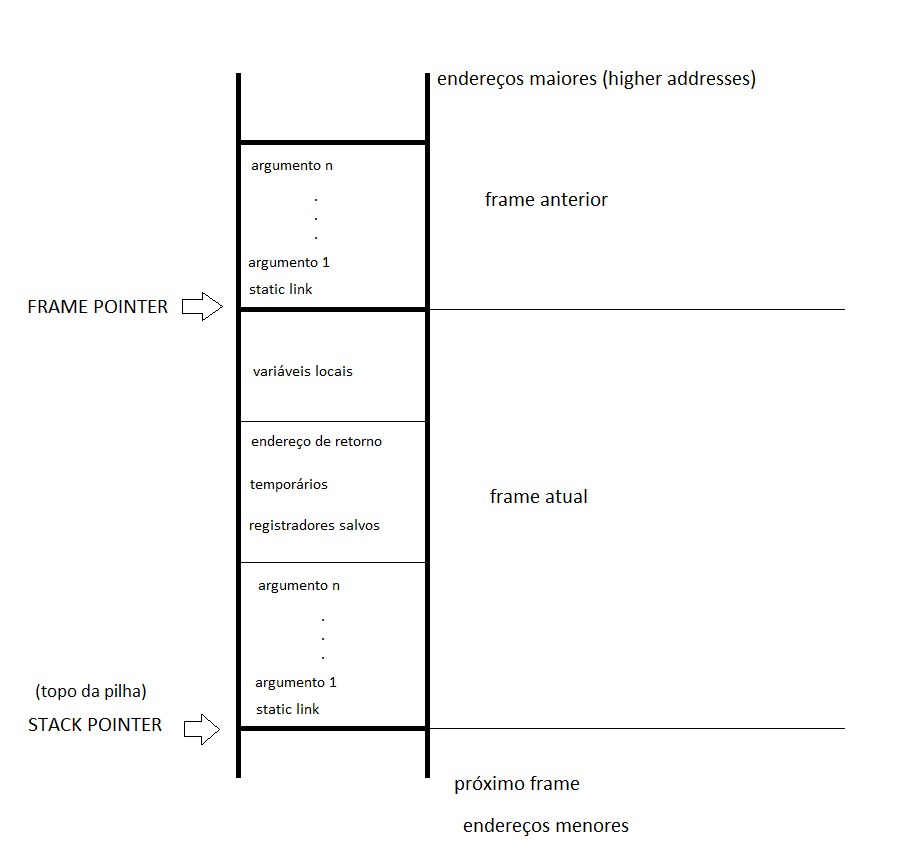 endereços maiores (higher addresses)
argumento n
.
.
.
frame anterior
argumento 1
static link
FRAME POINTER
variáveis locais
endereço de retorno
temporários
registradores salvos
frame atual
argumento n
.
.
.
argumento 1
static link
(topo da pilha)
STACK POINTER
próximo frame
endereços menores